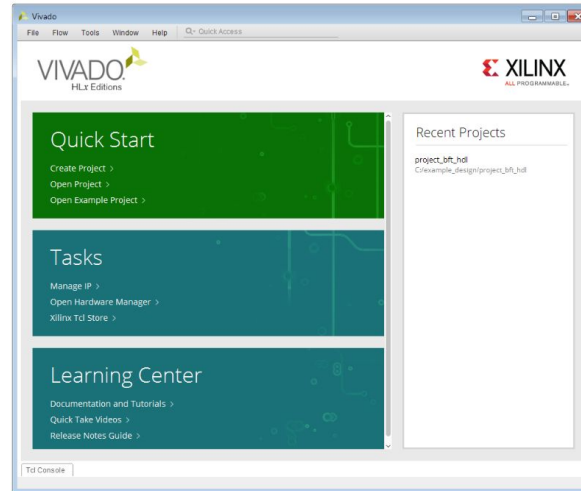 Vivado
File Flow Tools Window Help Quick Access
VIVADO.
HLx Editions
XILINX
ALL PROGRAMMABLE.
Quick Start
Create Project >
Open Project >
Open Example Project >
Tasks
Manage IP >
Open Hardware Manager >
Xilinx Tcl Store >
Learning Center
Documentation and Tutorials >
Quick Take Videos >
Release Notes Guide >
Recent Projects
project_bft_hdl
C:/example_design/project_bft_hdl
Tcl Console